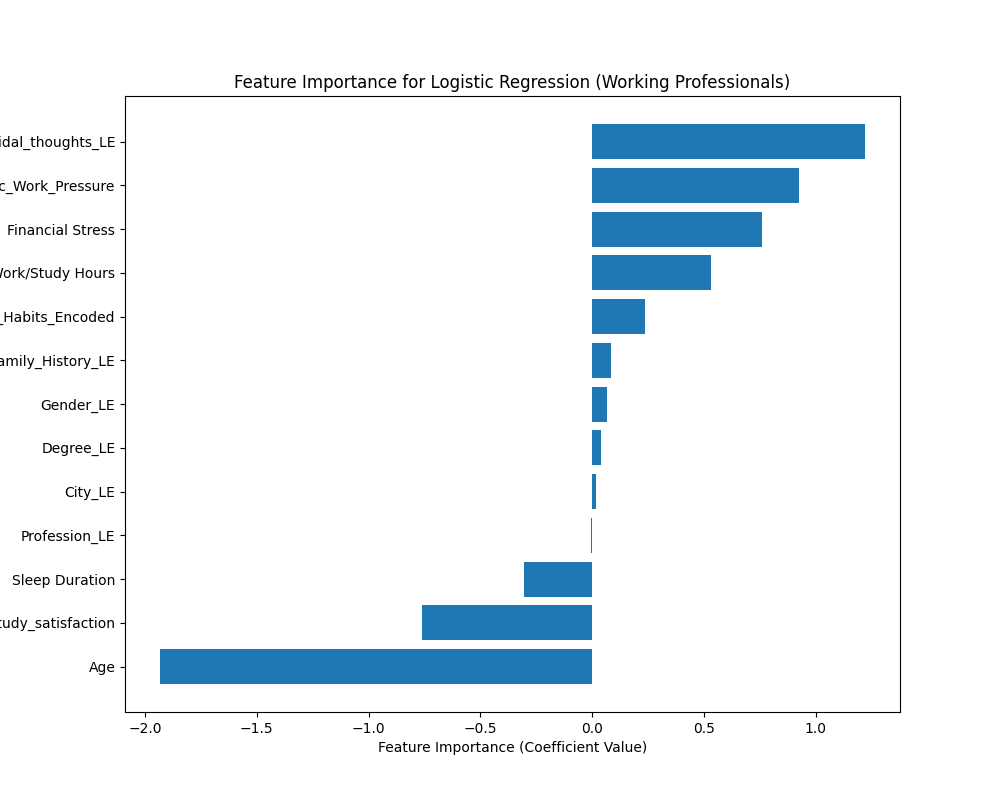 Feature Importance for Logistic Regression (Working Professionals)
idal_thoughts_LE
c_Work_Pressure
Financial Stress
Work/Study Hours
_Habits_Encoded
amily_History_LE
Gender_LE
Degree_LE
City_LE
Profession_LE
Sleep Duration
tudy_satisfaction
Age
−2.0 −1.5 −1.0 −0.5 0.0 0.5 1.0
Feature Importance (Coefficient Value)